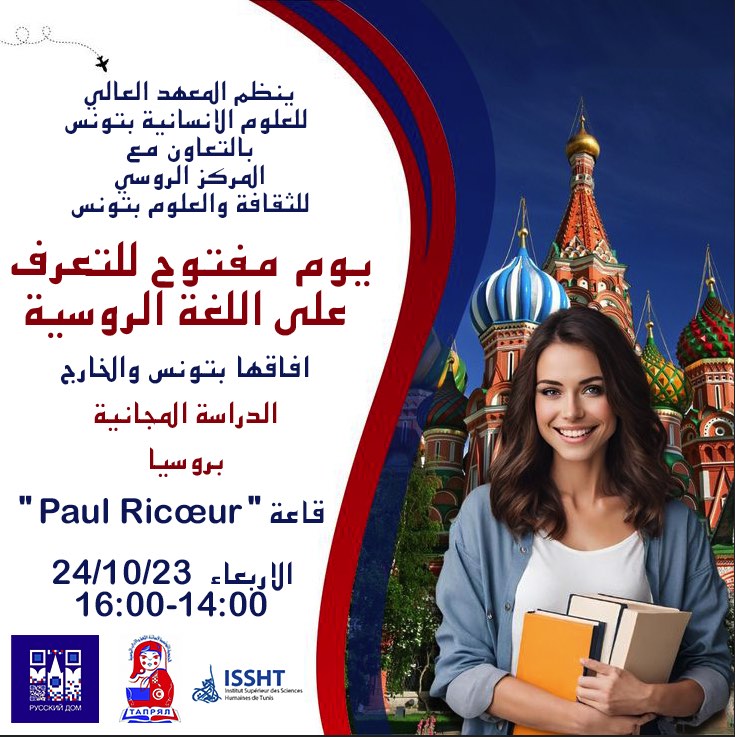 ينظم المعهد العالي
للعلوم الانسانية بتونس
بالتعاون مع
المركز الروسي
للثقافة والعلوم بتونس
يوم مفتوح للتعرف
على اللغة الروسية
افاقها بتونس والخارج
الدراسة المجانية
بروسيا
قاعة " Paul Ricœur "
الاربعاء 24/10/23
16:00-14:00
РУССКИЙ ДОМ
ТАПРЯЛ
ISSHT
Institut Supérieur des Sciences
Humaines de Tunis